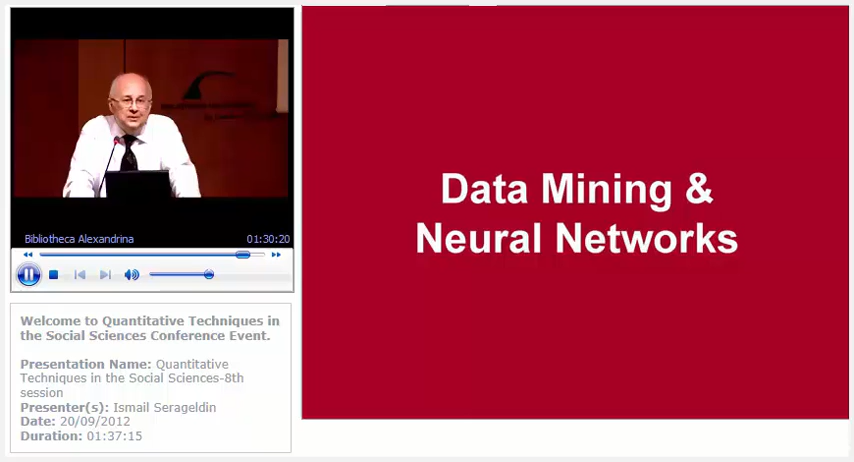 Bibliotheca Alexandrina 01:30:20
Welcome to Quantitative Techniques in
the Social Sciences Conference Event.
Presentation Name: Quantitative
Techniques in the Social Sciences-8th
session
Presenter(s): Ismail Serageldin
Date: 20/09/2012
Duration: 01:37:15
Data Mining &
Neural Networks